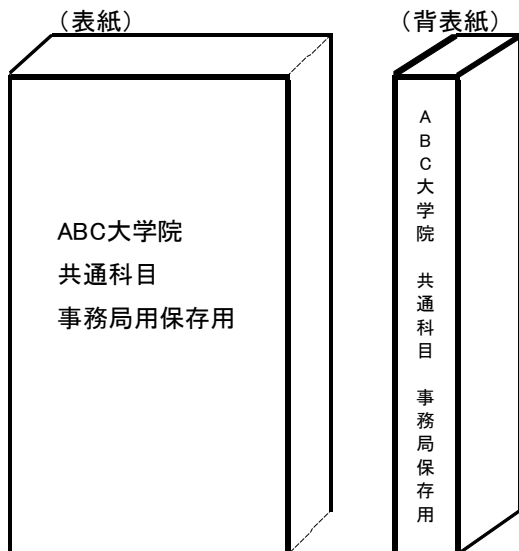 （表紙）
ABC大学院
共通科目
事務局用保存用
（背表紙）
ABC大学院　共通科目　事務局保存用